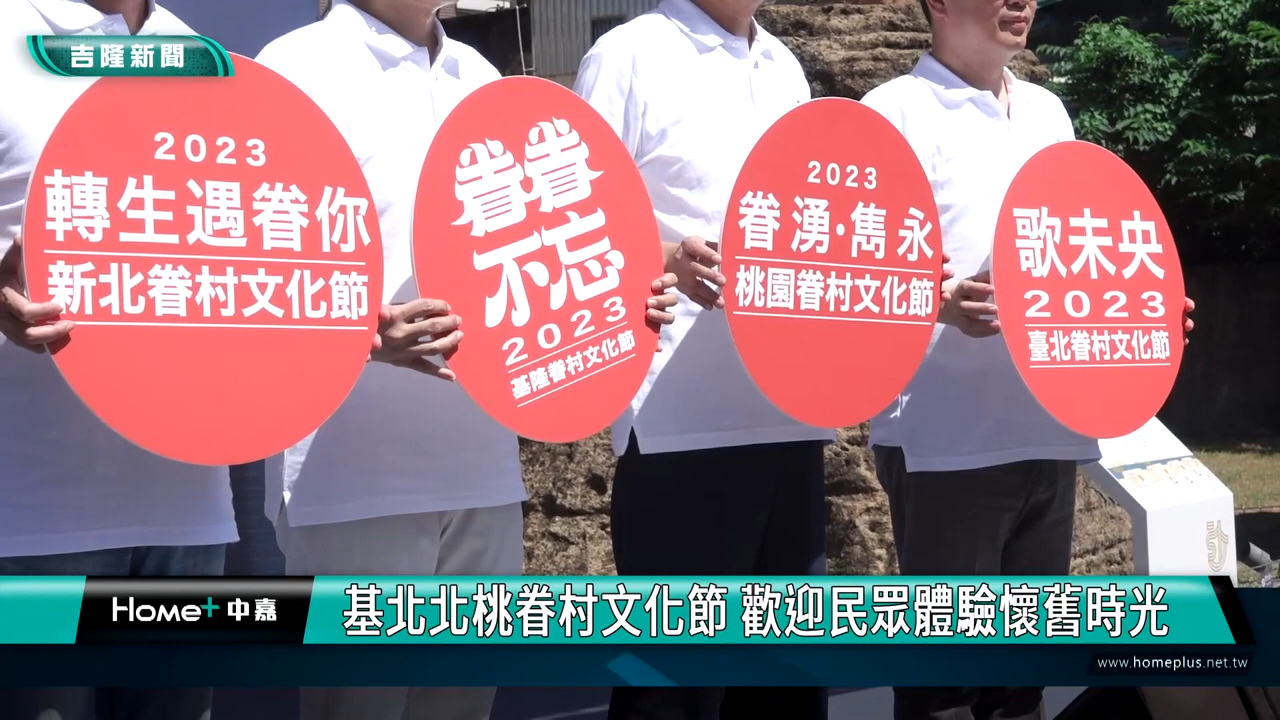 吉隆新聞
2023
轉生遇眷你
新北眷村文化節
眷眷
不忘
2023
基隆眷村文化節
2023
眷湧·雋永
桃園眷村文化節
歌未央
2023
臺北眷村文化節
Home+中嘉
基北北桃眷村文化節 歡迎民眾體驗懷舊時光
www.homeplus.net.tw